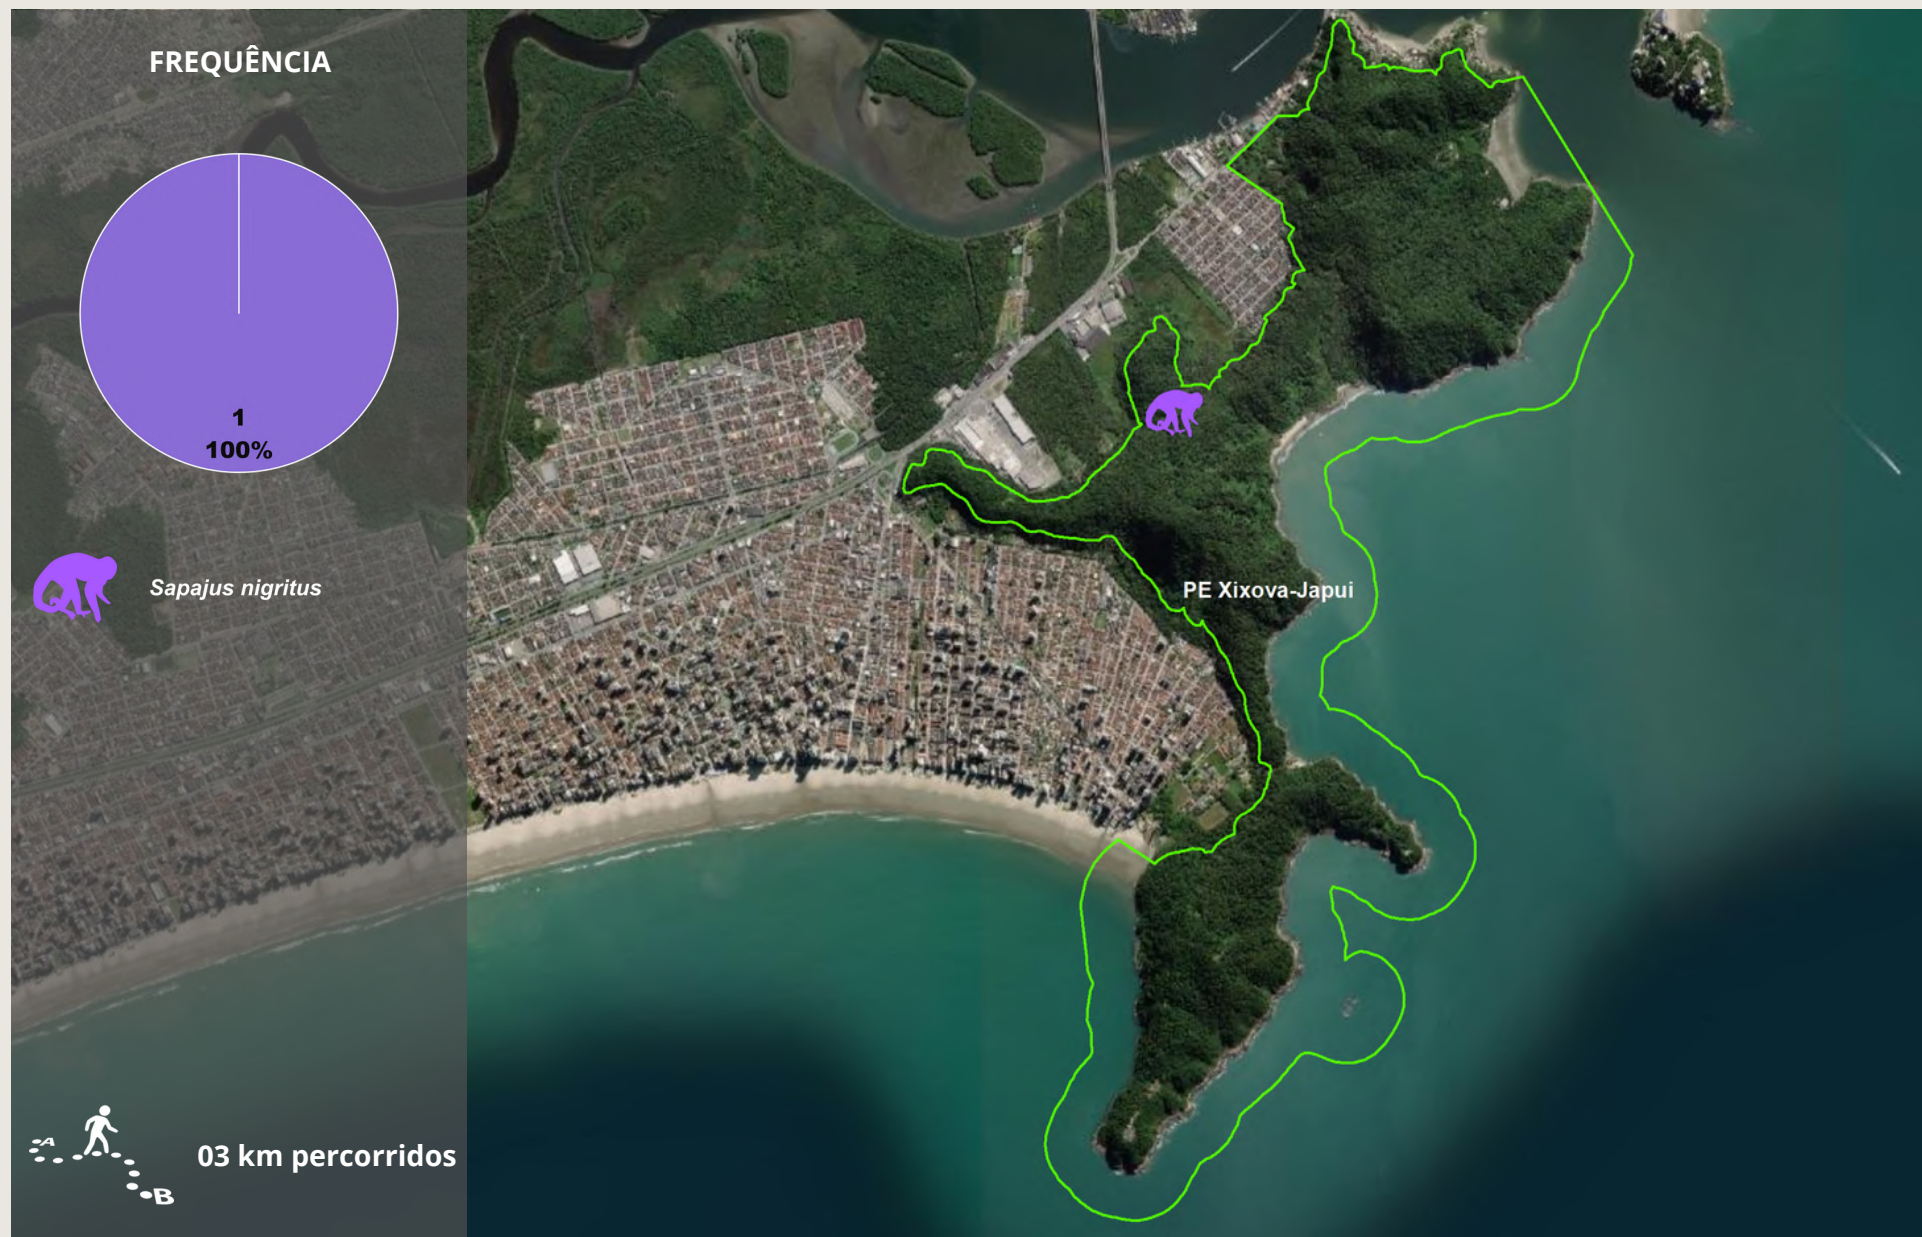 FREQUÊNCIA
1
100%
Sapajus nigritus
PE Xixova-Japui
A
03 km percorridos
B